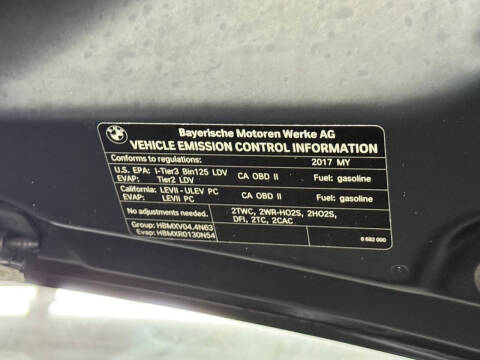 BMW
Bayerische Motoren Werke AG
VEHICLE EMISSION CONTROL INFORMATION
Conforms to regulations: 2017 MY
U.S. EPA: I-Tier3 Bin125 LDV CA OBD II Fuel: gasoline
EVAP: Tier2 LDV
California: LEVII-ULEV PC CA OBD II Fuel: gasoline
EVAP: LEVII PC
No adjustments needed. 2TWC, 2WR-HO2S, 2HO2S,
DFI, 2TC, 2CAC
Group: HBMXV04.4N63
Evap: HBMXR0130N54 8 682 000